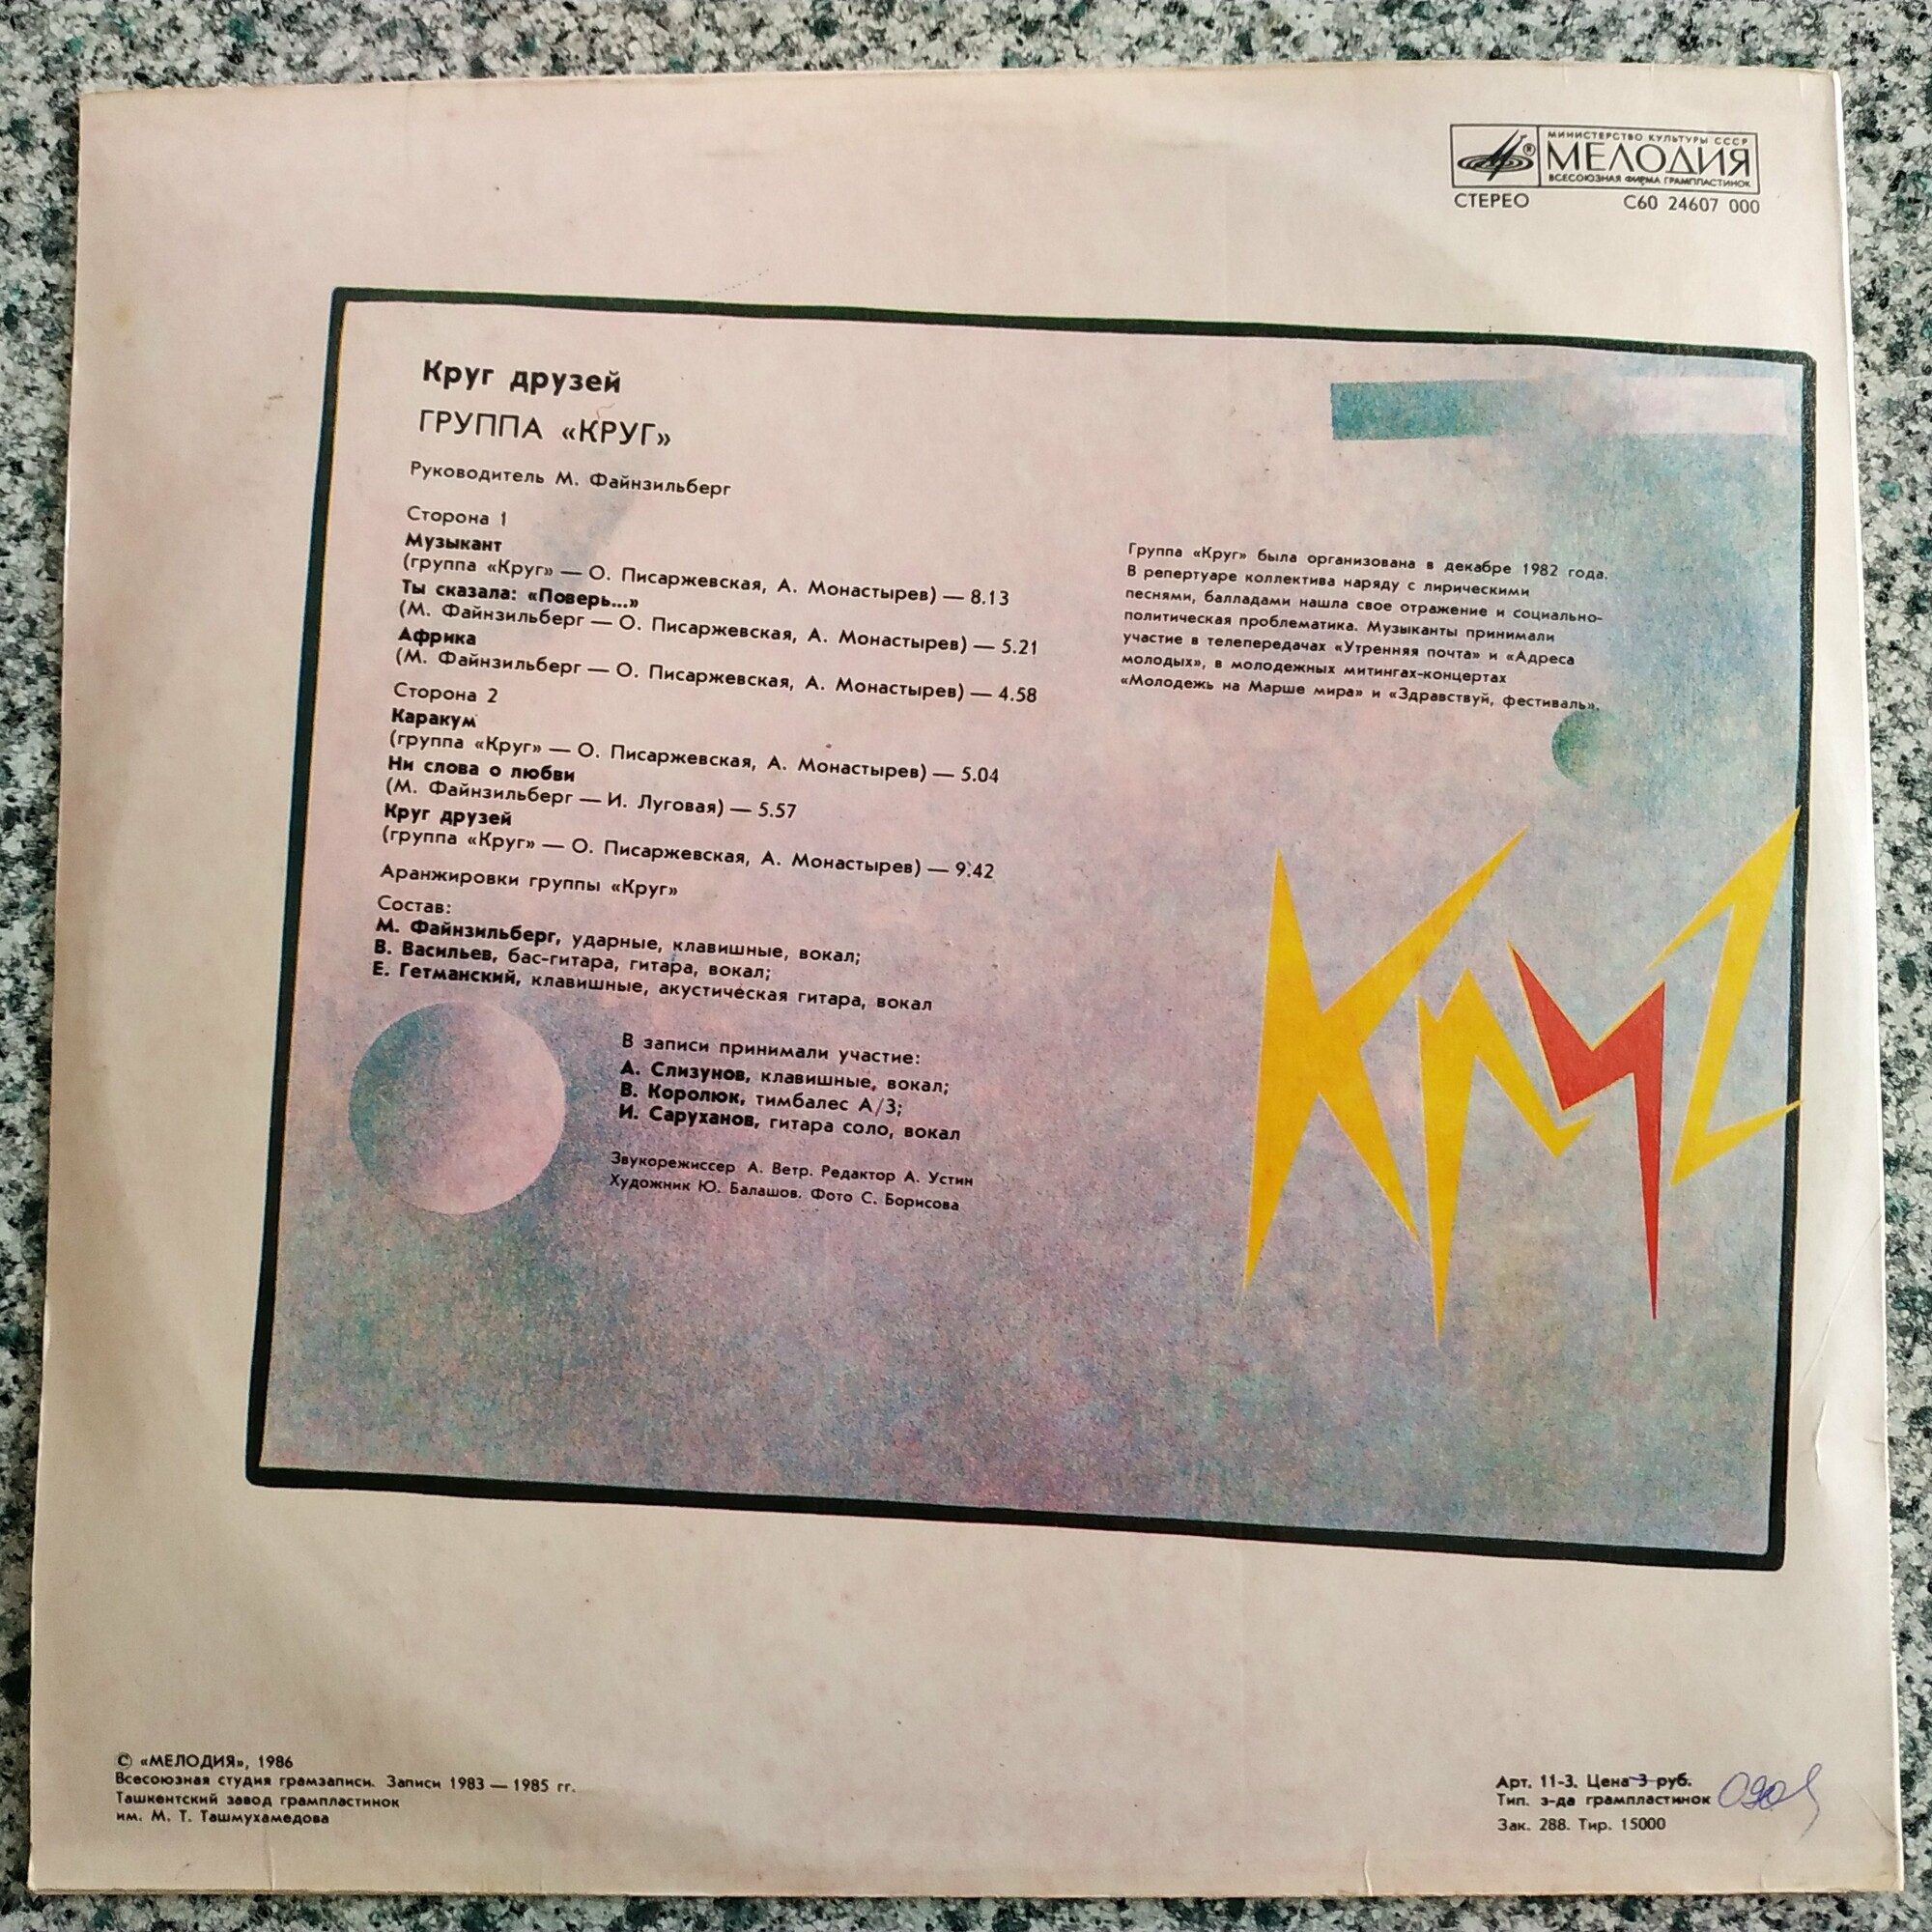 МИНИСТЕРСТВО КУЛЬТУРЫ СССР
МЕЛОДИЯ
ВСЕСОЮЗНАЯ ФИРМА ГРАМПЛАСТИНОК
СТЕРЕО С60 24607 000
Круг друзей
ГРУППА «КРУГ»
Руководитель М. Файнзильберг
Сторона 1
Музыкант
(группа «Круг» — О. Писаржевская, А. Монастырев) — 8.13
Ты сказала: «Поверь...»
(М. Файнзильберг — О. Писаржевская, А. Монастырев) — 5.21
Африка
(М. Файнзильберг — О. Писаржевская, А. Монастырев) — 4.58
Сторона 2
Каракум
(группа «Круг» — О. Писаржевская, А. Монастырев) — 5.04
Ни слова о любви
(М. Файнзильберг — И. Луговая) — 5.57
Круг друзей
(группа «Круг» — О. Писаржевская, А. Монастырев) — 9.42
Аранжировки группы «Круг»
Состав:
М. Файнзильберг, ударные, клавишные, вокал;
В. Васильев, бас-гитара, гитара, вокал;
Е. Гетманский, клавишные, акустическая гитара, вокал
В записи принимали участие:
А. Слизунов, клавишные, вокал;
В. Королюк, тимбалес А/3;
И. Саруханов, гитара соло, вокал
Звукорежиссер А. Ветр. Редактор А. Устин
Художник Ю. Балашов. Фото С. Борисова
Группа «Круг» была организована в декабре 1982 года.
В репертуаре коллектива наряду с лирическими
песнями, балладами нашла свое отражение и социально-
политическая проблематика. Музыканты принимали
участие в телепередачах «Утренняя почта» и «Адреса
молодых», в молодежных митингах-концертах
«Молодежь на Марше мира» и «Здравствуй, фестиваль».
© «МЕЛОДИЯ», 1986
Всесоюзная студия грамзаписи. Записи 1983 — 1985 гг.
Ташкентский завод грампластинок
им. М. Т. Ташмухамедова
Арт. 11-3. Цена 3 руб.
Тип. з-да грампластинок
Зак. 288. Тир. 15000